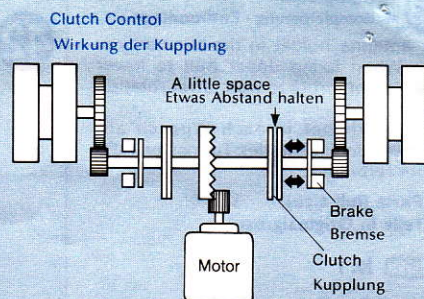 Clutch Control
Wirkung der Kupplung
A little space
Etwas Abstand halten
Brake
Bremse
Clutch
Kupplung
Motor